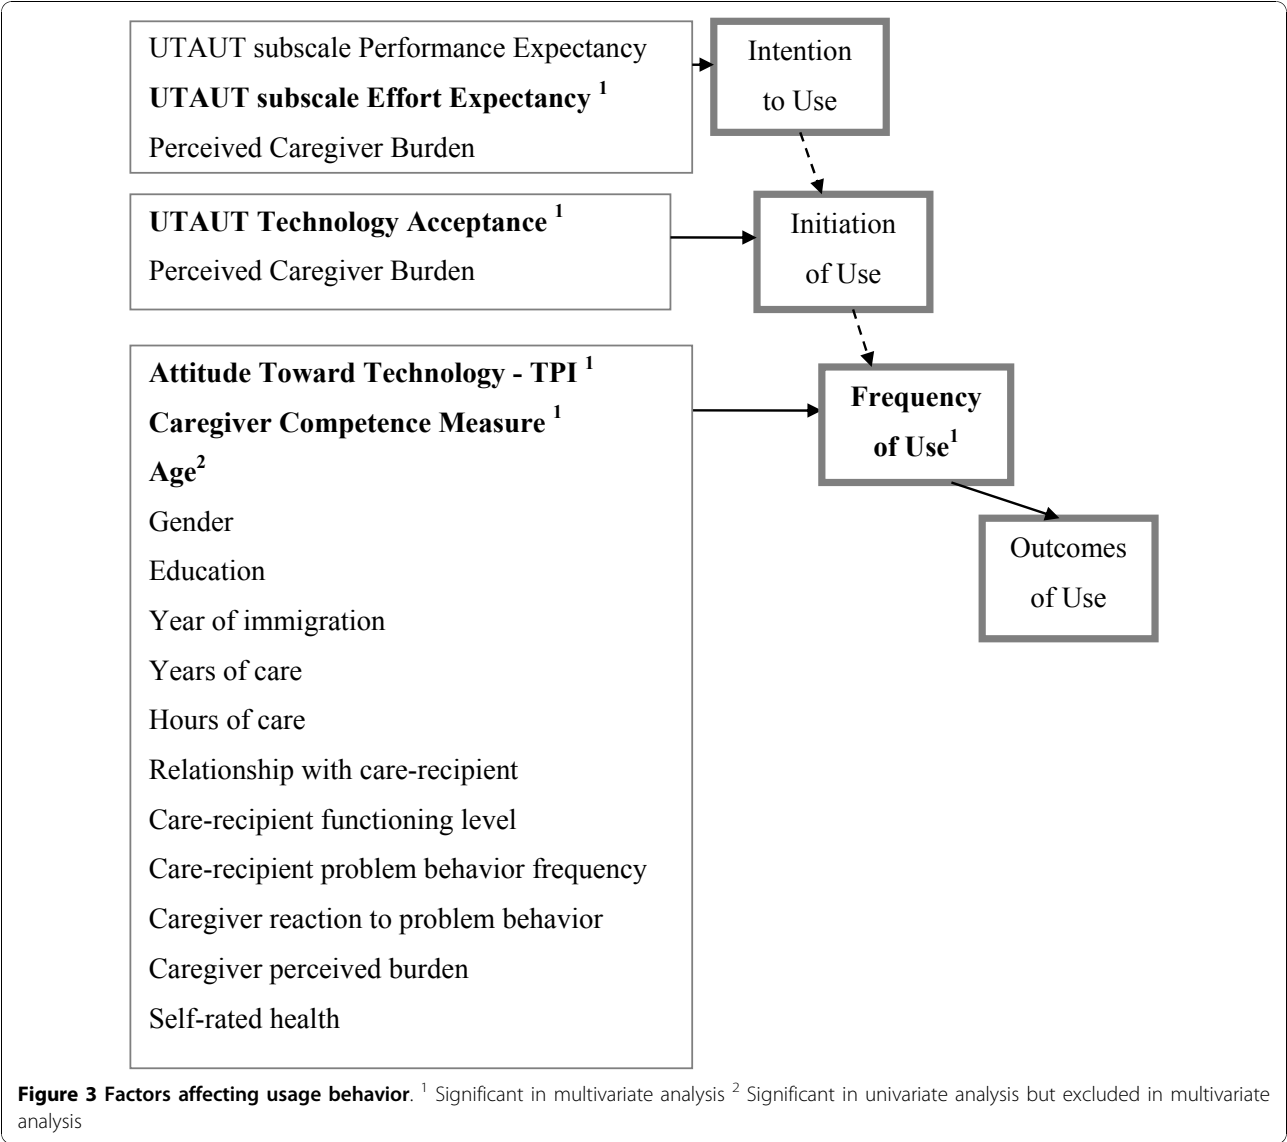 UTAUT subscale Performance Expectancy
UTAUT subscale Effort Expectancy 1
Perceived Caregiver Burden
Intention
to Use
UTAUT Technology Acceptance 1
Perceived Caregiver Burden
Initiation
of Use
Attitude Toward Technology - TPI 1
Caregiver Competence Measure 1
Age2
Gender
Education
Year of immigration
Years of care
Hours of care
Relationship with care-recipient
Care-recipient functioning level
Care-recipient problem behavior frequency
Caregiver reaction to problem behavior
Caregiver perceived burden
Self-rated health
Frequency
of Use1
Outcomes
of Use
Figure 3 Factors affecting usage behavior. 1 Significant in multivariate analysis 2 Significant in univariate analysis but excluded in multivariate
analysis